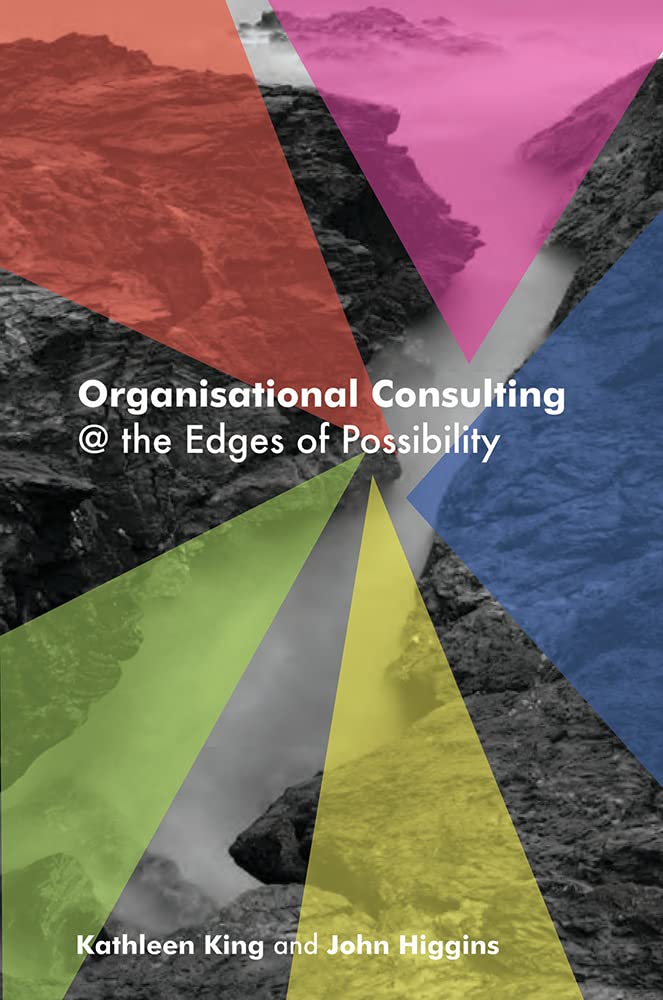 Organisational Consulting
@ the Edges of Possibility
Kathleen King and John Higgins